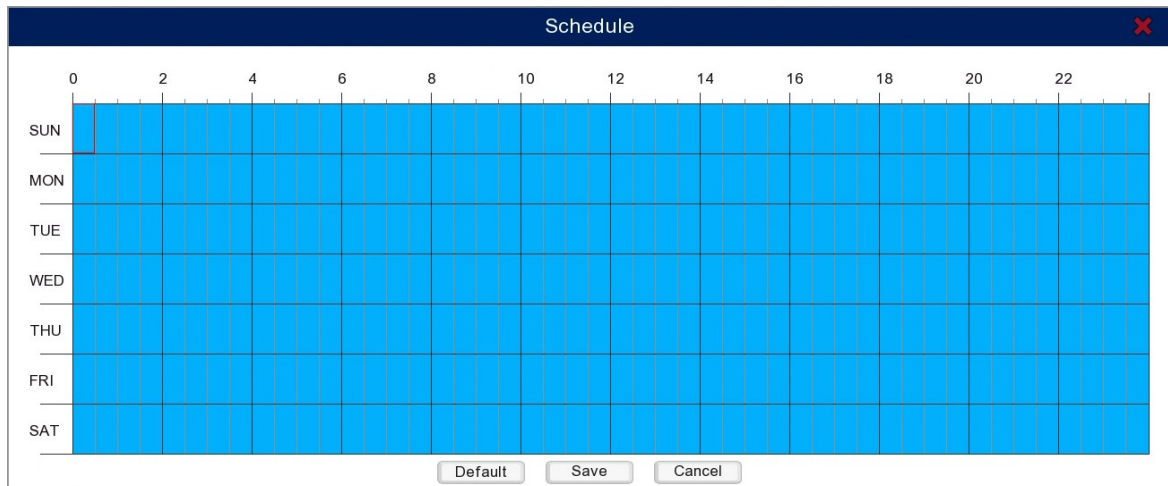 Schedule
0 2 4 6 8 10 12 14 16 18 20 22
SUN
MON
TUE
WED
THU
FRI
SAT
Default Save Cancel